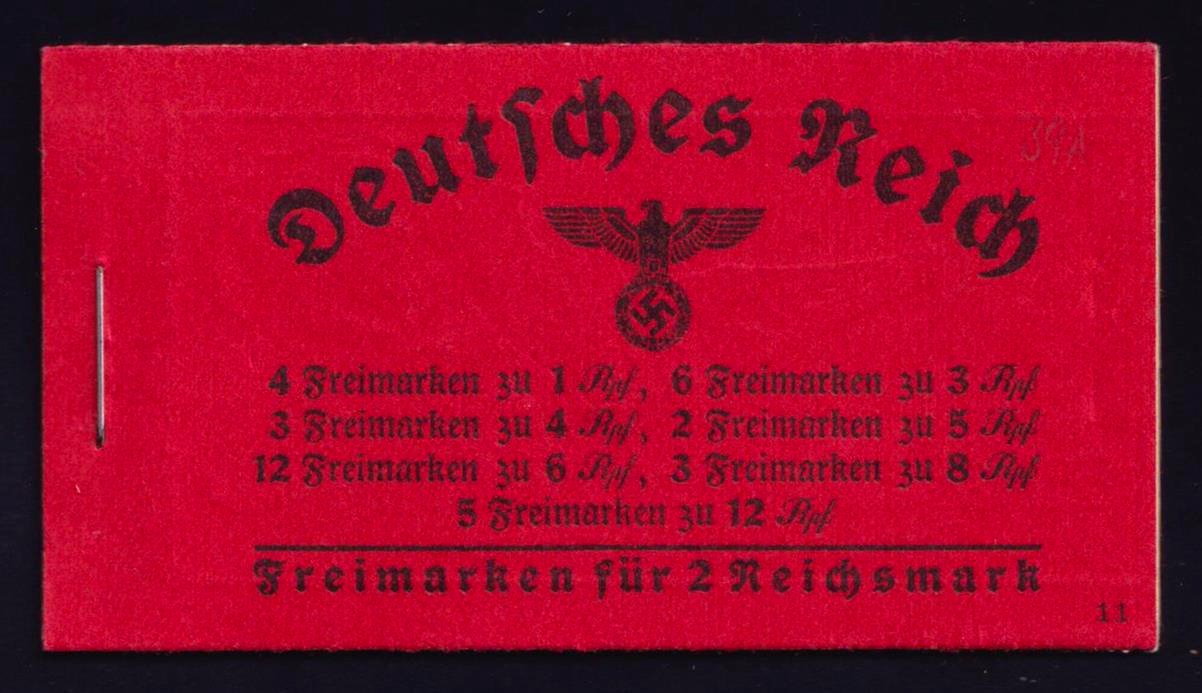 Deutsches Reich
39A
4 Freimarken zu 1 Rpf, 6 Freimarken zu 3 Rpf
3 Freimarken zu 4 Rpf, 2 Freimarken zu 5 Rpf
12 Freimarken zu 6 Rpf, 3 Freimarken zu 8 Rpf
5 Freimarken zu 12 Rpf
Freimarken für 2 Reichsmark
11